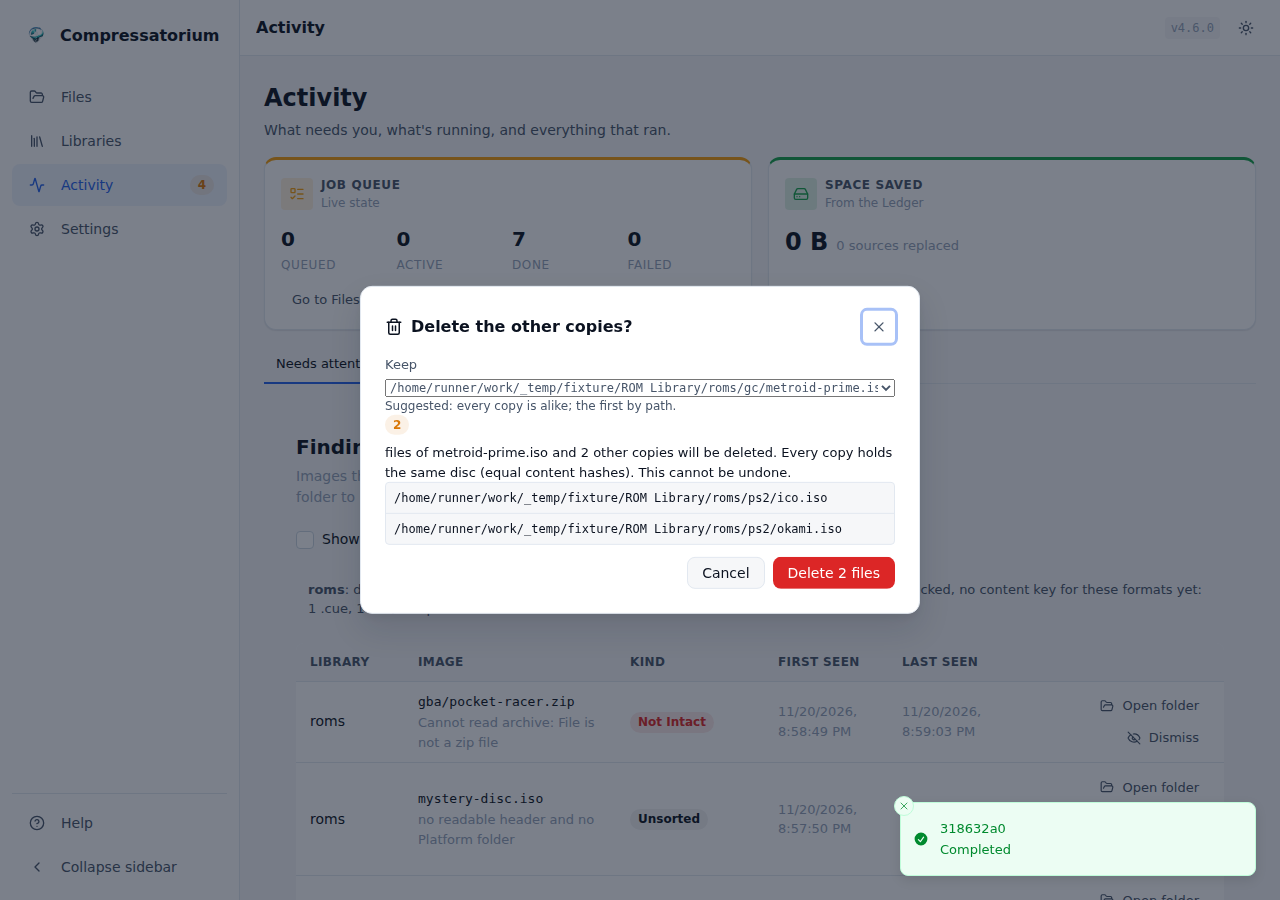 Compressatorium
Activity
v4.6.0
Files
Libraries
Activity
4
Settings
Activity
What needs you, what's running, and everything that ran.
JOB QUEUE
Live state
0
0
7
0
QUEUED
ACTIVE
DONE
FAILED
Go to Files
SPACE SAVED
From the Ledger
0 B
0 sources replaced
Needs attent
Findin
Images th
folder to
Show
roms: d
cked, no content key for these formats yet:
1 .cue, 1
Delete the other copies?
Keep
/home/runner/work/_temp/fixture/ROM Library/roms/gc/metroid-prime.is
Suggested: every copy is alike; the first by path.
2
files of metroid-prime.iso and 2 other copies will be deleted. Every copy holds
the same disc (equal content hashes). This cannot be undone.
/home/runner/work/_temp/fixture/ROM Library/roms/ps2/ico.iso
/home/runner/work/_temp/fixture/ROM Library/roms/ps2/okami.iso
Cancel
Delete 2 files
LIBRARY
IMAGE
KIND
FIRST SEEN
LAST SEEN
roms
gba/pocket-racer.zip
Cannot read archive: File is
not a zip file
Not Intact
11/20/2026,
8:58:49 PM
11/20/2026,
8:59:03 PM
Open folder
Dismiss
roms
mystery-disc.iso
no readable header and no
Platform folder
Unsorted
11/20/2026,
8:57:50 PM
Open folder
318632a0
Completed
Open folder
Help
Collapse sidebar